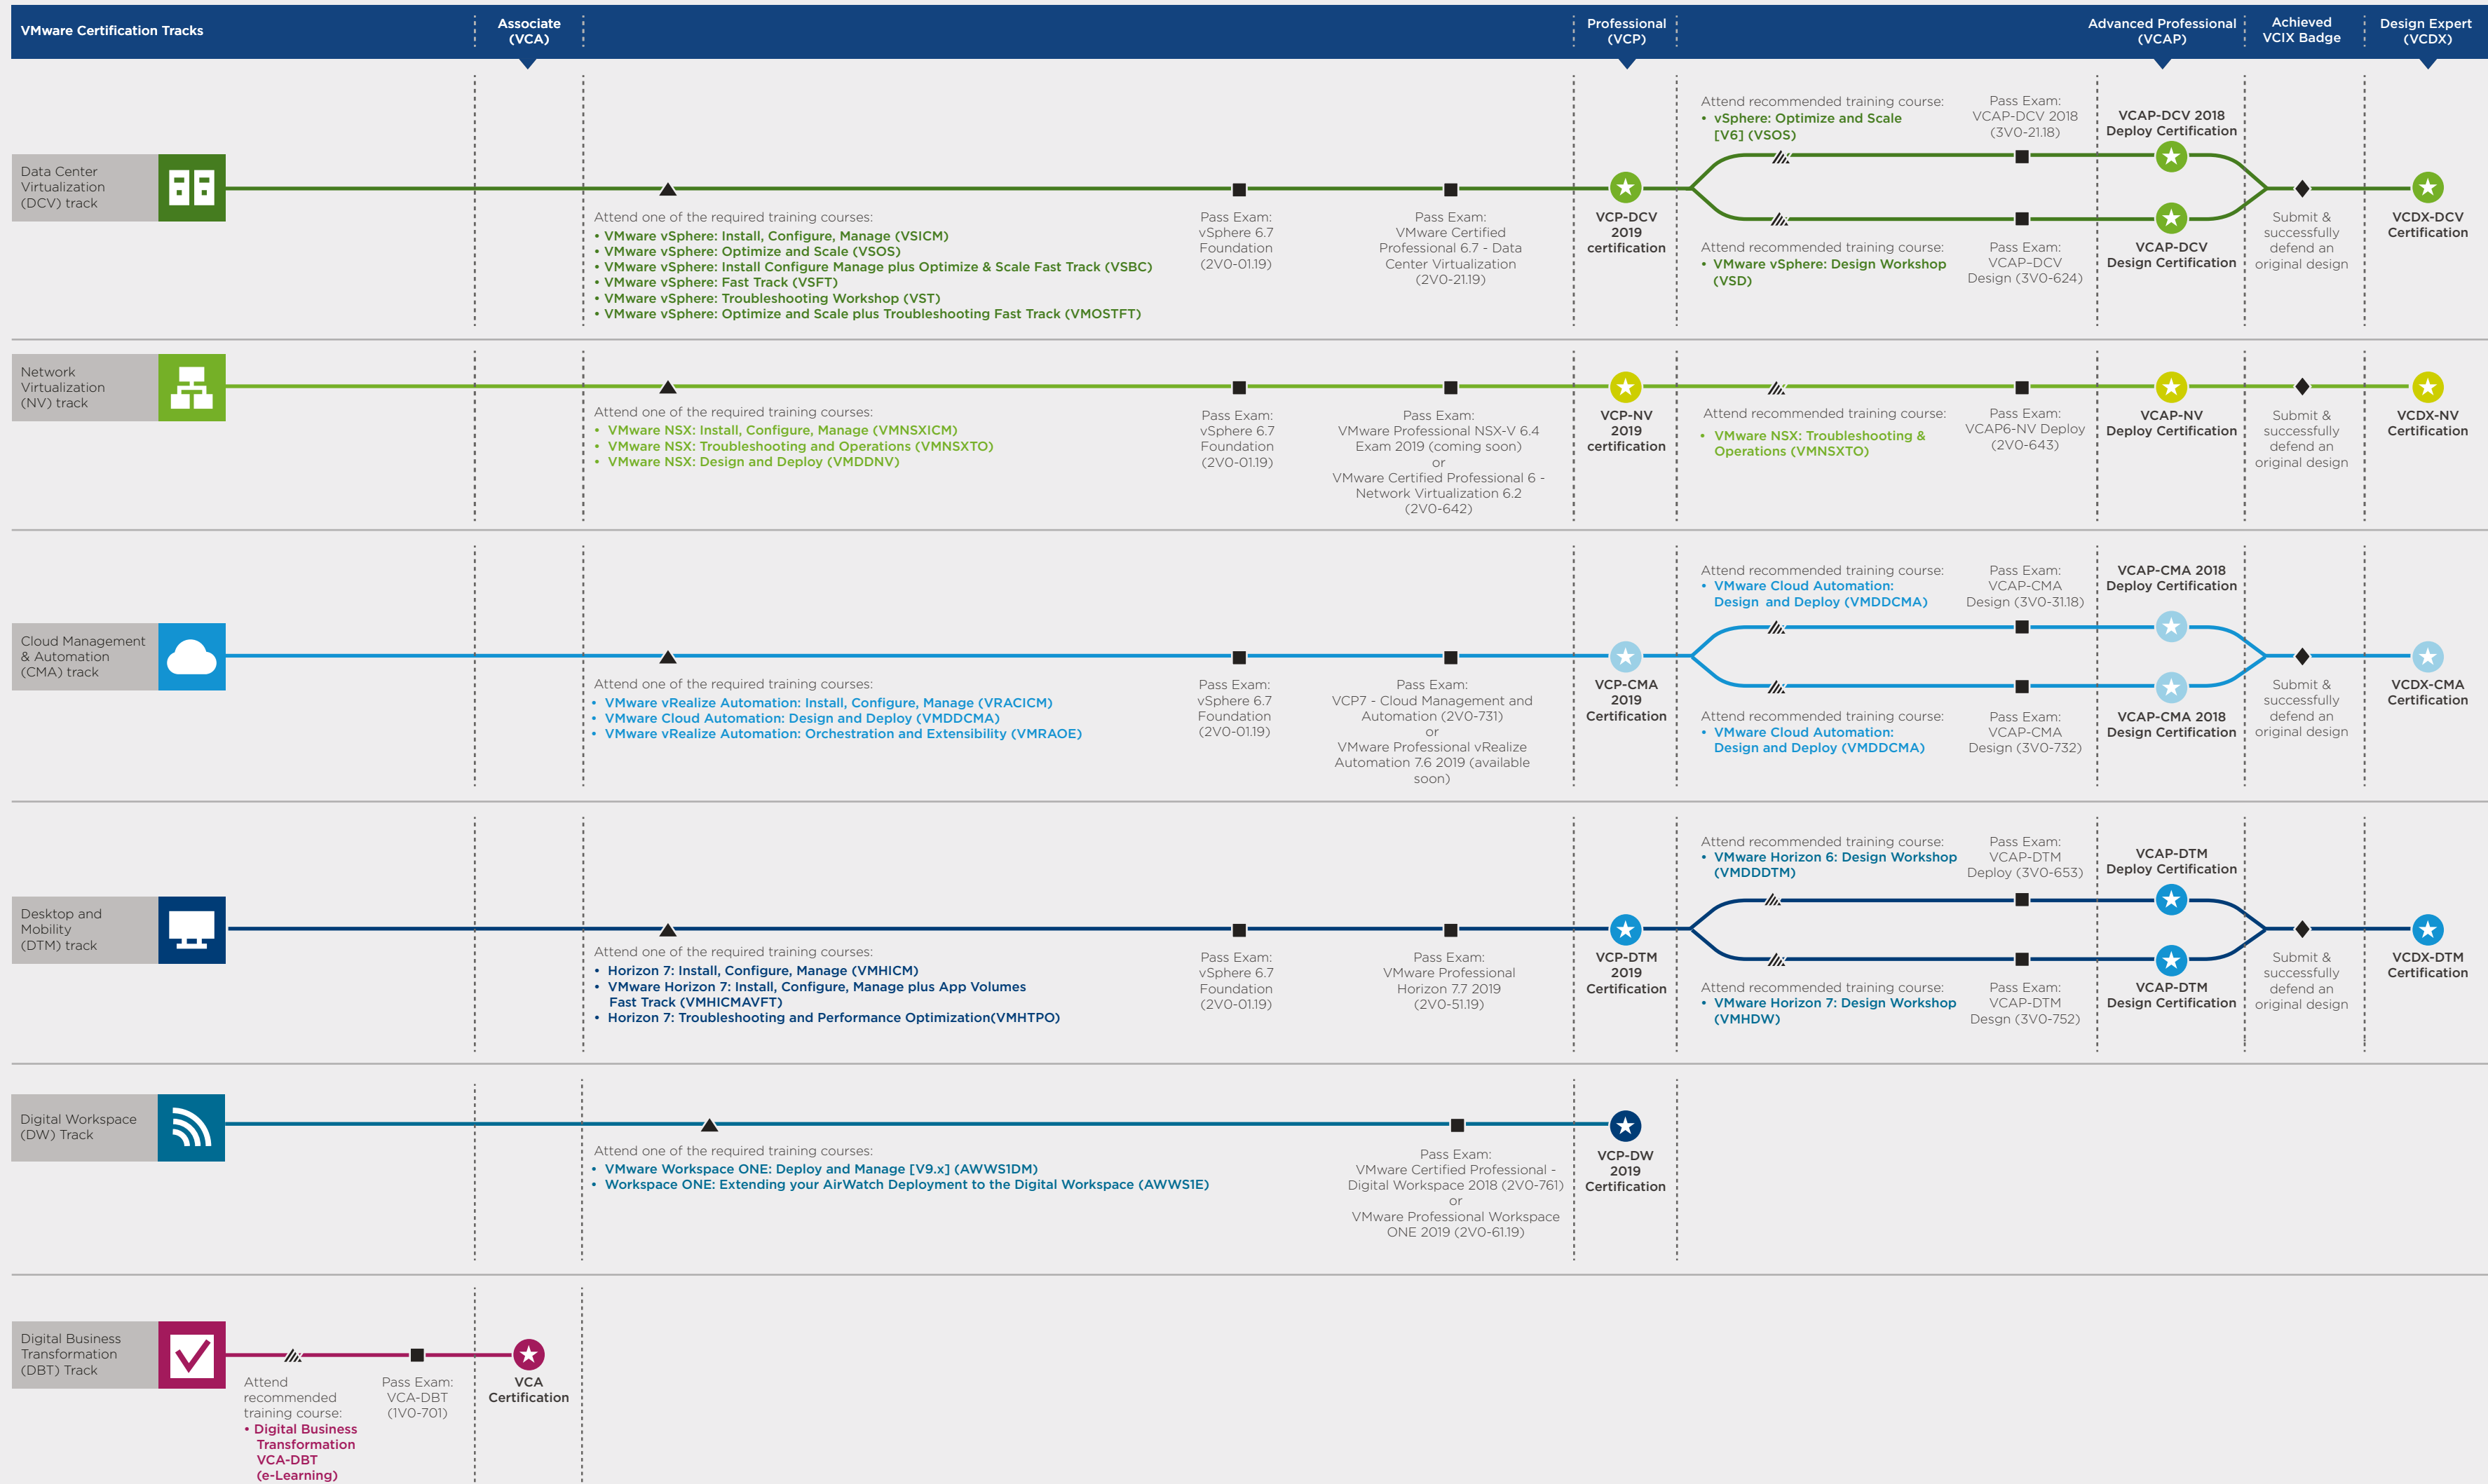 VMware Certification Tracks
Associate
(VCA)
Professional
(VCP)
Advanced Professional
(VCAP)
Achieved
VCIX Badge
Design Expert
(VCDX)
Data Center
Virtualization
(DCV) track
Attend one of the required training courses:
• VMware vSphere: Install, Configure, Manage (VSICM)
• VMware vSphere: Optimize and Scale (VSOS)
• VMware vSphere: Install Configure Manage plus Optimize & Scale Fast Track (VSBC)
• VMware vSphere: Fast Track (VSFT)
• VMware vSphere: Troubleshooting Workshop (VST)
• VMware vSphere: Optimize and Scale plus Troubleshooting Fast Track (VMOSTFT)
Pass Exam:
vSphere 6.7
Foundation
(2V0-01.19)
Pass Exam:
VMware Certified
Professional 6.7 - Data
Center Virtualization
(2V0-21.19)
VCP-DCV
2019
certification
Attend recommended training course:
• vSphere: Optimize and Scale
[V6] (VSOS)
Pass Exam:
VCAP-DCV 2018
(3V0-21.18)
VCAP-DCV 2018
Deploy Certification
Attend recommended training course:
• VMware vSphere: Design Workshop
(VSD)
Pass Exam:
VCAP–DCV
Design (3V0-624)
VCAP-DCV
Design Certification
Submit &
successfully
defend an
original design
VCDX-DCV
Certification
Network
Virtualization
(NV) track
Attend one of the required training courses:
• VMware NSX: Install, Configure, Manage (VMNSXICM)
• VMware NSX: Troubleshooting and Operations (VMNSXTO)
• VMware NSX: Design and Deploy (VMDDNV)
Pass Exam:
vSphere 6.7
Foundation
(2V0-01.19)
Pass Exam:
VMware Professional NSX-V 6.4
Exam 2019 (coming soon)
or
VMware Certified Professional 6 -
Network Virtualization 6.2
(2V0-642)
VCP-NV
2019
certification
Attend recommended training course:
• VMware NSX: Troubleshooting &
Operations (VMNSXTO)
Pass Exam:
VCAP6-NV Deploy
(2V0-643)
VCAP-NV
Deploy Certification
Submit &
successfully
defend an
original design
VCDX-NV
Certification
Cloud Management
& Automation
(CMA) track
Attend one of the required training courses:
• VMware vRealize Automation: Install, Configure, Manage (VRACICM)
• VMware Cloud Automation: Design and Deploy (VMDDCMA)
• VMware vRealize Automation: Orchestration and Extensibility (VMRAOE)
Pass Exam:
vSphere 6.7
Foundation
(2V0-01.19)
Pass Exam:
VCP7 - Cloud Management and
Automation (2V0-731)
or
VMware Professional vRealize
Automation 7.6 2019 (available
soon)
VCP-CMA
2019
Certification
Attend recommended training course:
• VMware Cloud Automation:
Design and Deploy (VMDDCMA)
Pass Exam:
VCAP-CMA
Design (3V0-31.18)
VCAP-CMA 2018
Deploy Certification
Attend recommended training course:
• VMware Cloud Automation:
Design and Deploy (VMDDCMA)
Pass Exam:
VCAP-CMA
Design (3V0-732)
VCAP-CMA 2018
Design Certification
Submit &
successfully
defend an
original design
VCDX-CMA
Certification
Desktop and
Mobility
(DTM) track
Attend one of the required training courses:
• Horizon 7: Install, Configure, Manage (VMHICM)
• VMware Horizon 7: Install, Configure, Manage plus App Volumes
Fast Track (VMHICMAVFT)
• Horizon 7: Troubleshooting and Performance Optimization(VMHTPO)
Pass Exam:
vSphere 6.7
Foundation
(2V0-01.19)
Pass Exam:
VMware Professional
Horizon 7.7 2019
(2V0-51.19)
VCP-DTM
2019
Certification
Attend recommended training course:
• VMware Horizon 6: Design Workshop
(VMDDDTM)
Pass Exam:
VCAP-DTM
Deploy (3V0-653)
VCAP-DTM
Deploy Certification
Attend recommended training course:
• VMware Horizon 7: Design Workshop
(VMHDW)
Pass Exam:
VCAP-DTM
Desgn (3V0-752)
VCAP-DTM
Design Certification
Submit &
successfully
defend an
original design
VCDX-DTM
Certification
Digital Workspace
(DW) Track
Attend one of the required training courses:
• VMware Workspace ONE: Deploy and Manage [V9.x] (AWWS1DM)
• Workspace ONE: Extending your AirWatch Deployment to the Digital Workspace (AWWS1E)
Pass Exam:
VMware Certified Professional -
Digital Workspace 2018 (2V0-761)
or
VMware Professional Workspace
ONE 2019 (2V0-61.19)
VCP-DW
2019
Certification
Digital Business
Transformation
(DBT) Track
Attend
recommended
training course:
• Digital Business
Transformation
VCA-DBT
(e-Learning)
Pass Exam:
VCA-DBT
(1V0-701)
VCA
Certification